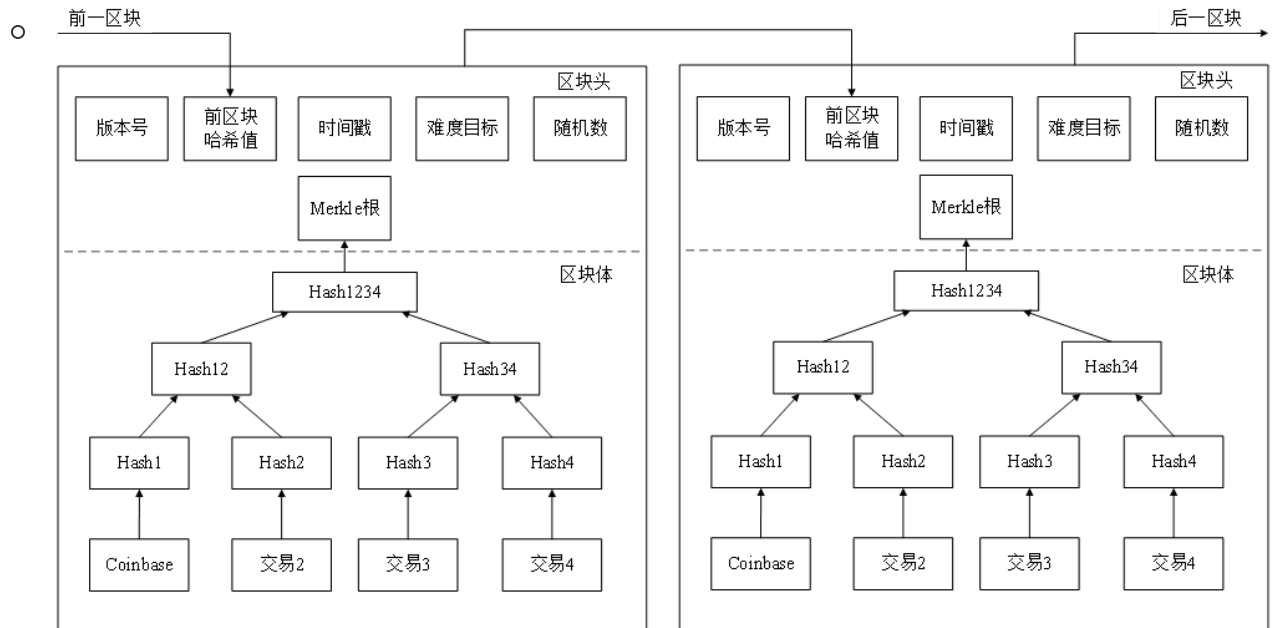 前一区块
后一区块
区块头
版本号
前区块
哈希值
时间戳
难度目标
随机数
Merkle根
区块体
Hash1234
Hash12
Hash34
Hash1
Hash2
Hash3
Hash4
Coinbase
交易2
交易3
交易4
区块头
版本号
前区块
哈希值
时间戳
难度目标
随机数
Merkle根
区块体
Hash1234
Hash12
Hash34
Hash1
Hash2
Hash3
Hash4
Coinbase
交易2
交易3
交易4